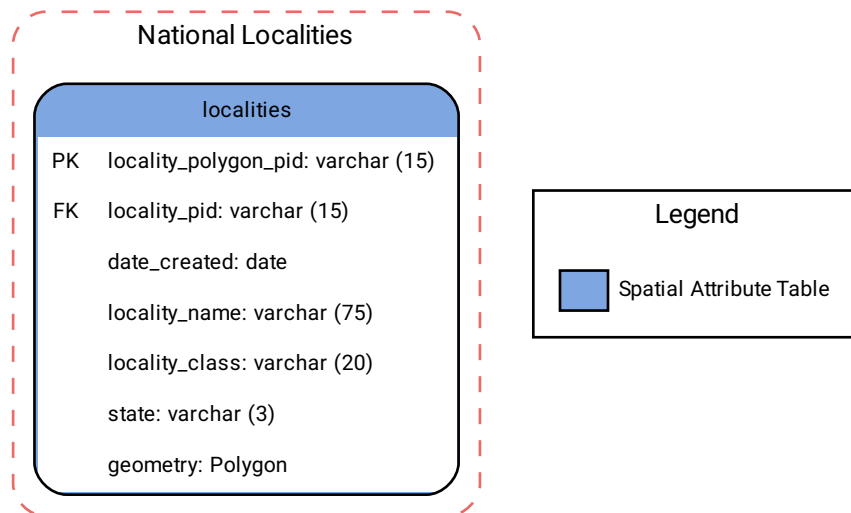 National Localities
localities
PK locality_polygon_pid: varchar (15)
FK locality_pid: varchar (15)
date_created: date
locality_name: varchar (75)
locality_class: varchar (20)
state: varchar (3)
geometry: Polygon
Legend
Spatial Attribute Table